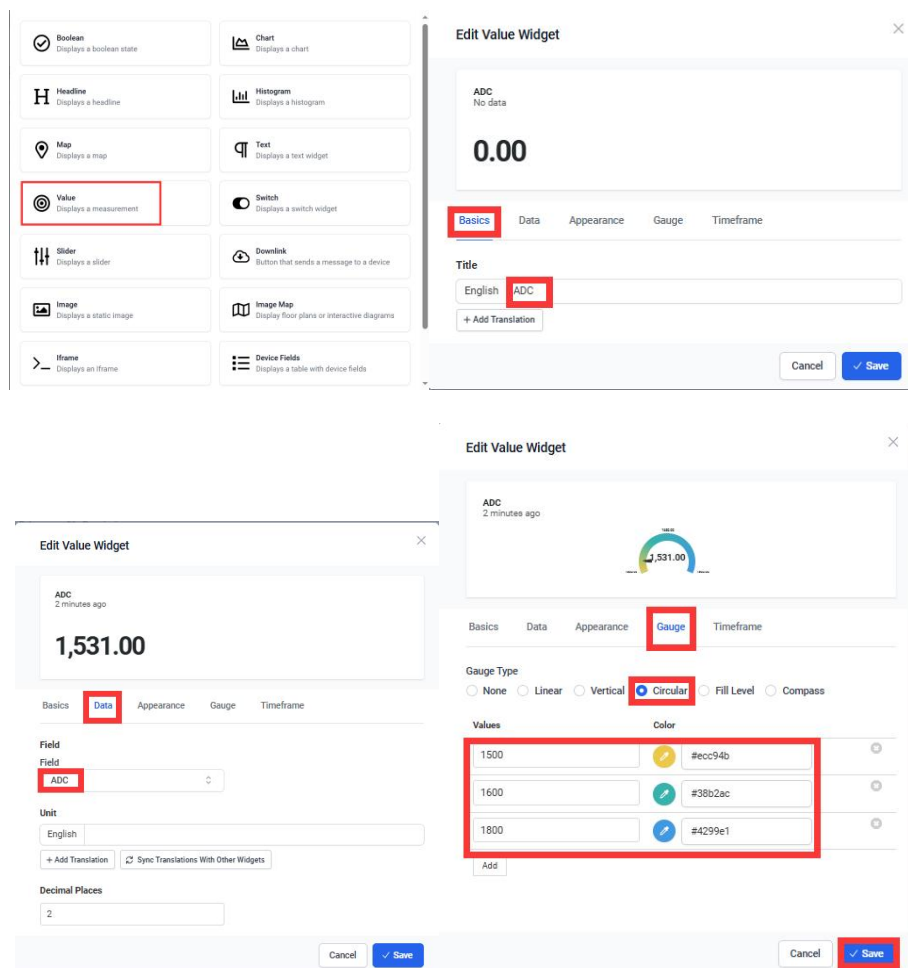 Boolean
Displays a boolean state
Chart
Displays a chart
Headline
Displays a headline
Histogram
Displays a histogram
Map
Displays a map
Text
Displays a text widget
Value
Displays a measurement
Switch
Displays a switch widget
Slider
Displays a slider
Downlink
Button that sends a message to a device
Image
Displays a static image
Image Map
Display floor plans or interactive diagrams
Iframe
Displays an Iframe
Device Fields
Displays a table with device fields
Edit Value Widget
ADC
No data
0.00
Basics Data Appearance Gauge Timeframe
Title
English ADC
+ Add Translation
Cancel Save
Edit Value Widget
ADC
2 minutes ago
1,531.00
Basics Data Appearance Gauge Timeframe
Field
Field
ADC
Unit
English
+ Add Translation Sync Translations With Other Widgets
Decimal Places
2
Cancel Save
Edit Value Widget
ADC
2 minutes ago
1,531.00
Basics Data Appearance Gauge Timeframe
Gauge Type
None Linear Vertical Circular Fill Level Compass
Values Color
1500 #ecc94b
1600 #38b2ac
1800 #4299e1
Add
Cancel Save